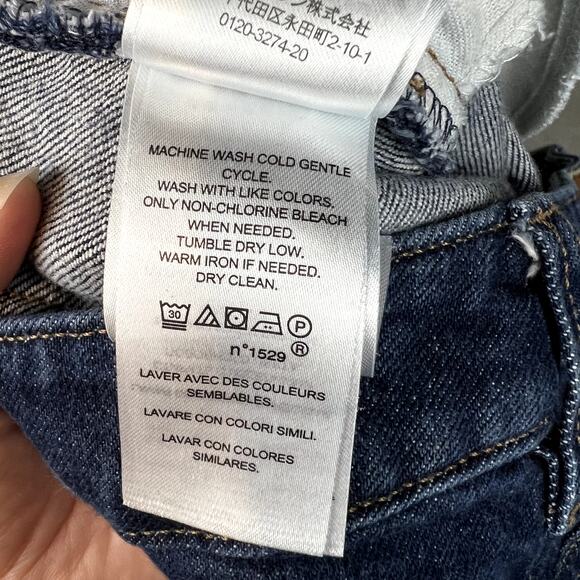 千代田区永田町2-10-1
0120-3274-20
MACHINE WASH COLD GENTLE
CYCLE.
WASH WITH LIKE COLORS.
ONLY NON-CHLORINE BLEACH
WHEN NEEDED.
TUMBLE DRY LOW.
WARM IRON IF NEEDED.
DRY CLEAN.
30 P
n°1529 ®
LAVER AVEC DES COULEURS
SEMBLABLES.
LAVARE CON COLORI SIMILI.
LAVAR CON COLORES
SIMILARES.